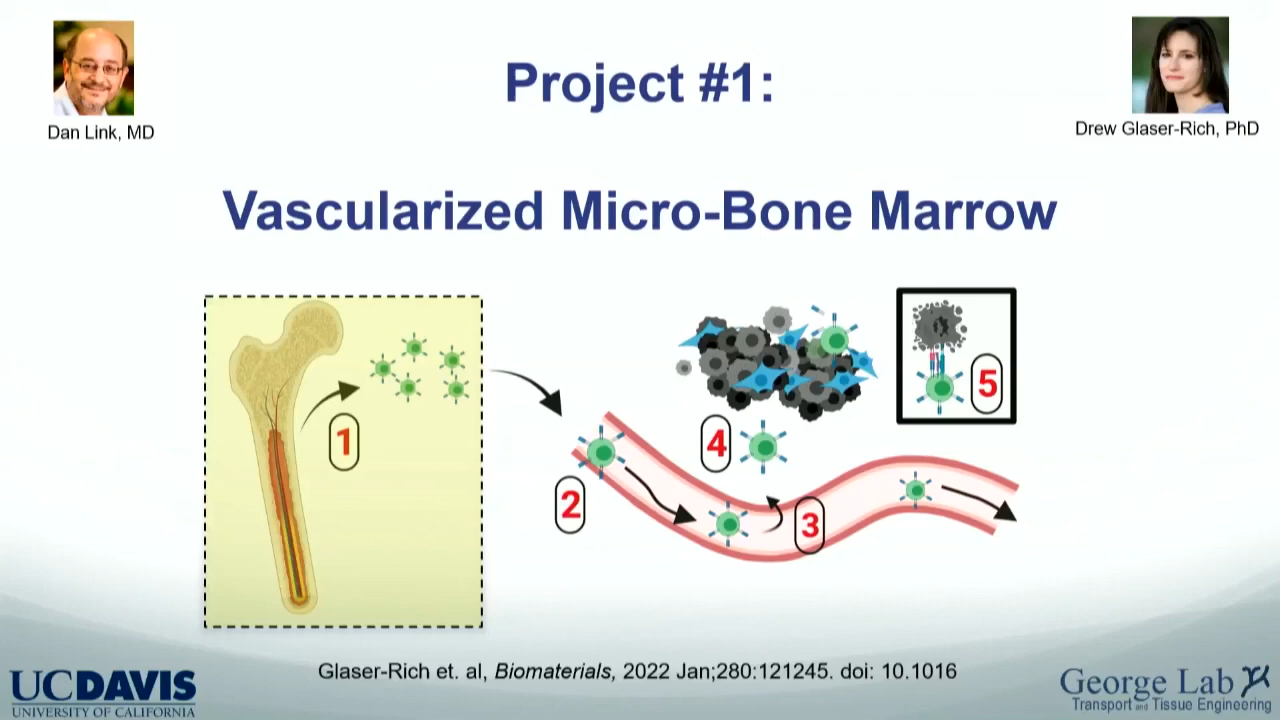 Project #1:
Dan Link, MD
Drew Glaser-Rich, PhD
Vascularized Micro-Bone Marrow
1
2
3
4
5
Glaser-Rich et. al, Biomaterials, 2022 Jan;280:121245. doi: 10.1016
UCDAVIS
UNIVERSITY OF CALIFORNIA
George Lab
Transport and Tissue Engineering